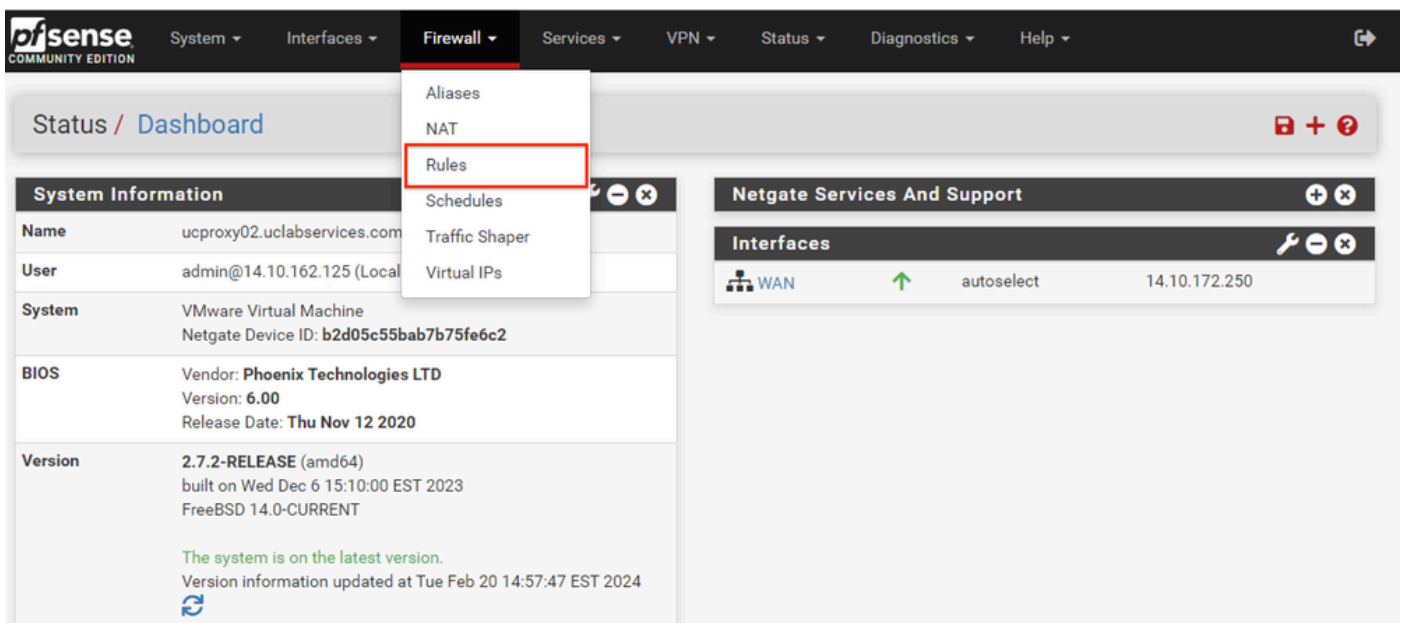 pfsense
COMMUNITY EDITION
System
Interfaces
Firewall
Services
VPN
Status
Diagnostics
Help
Aliases
NAT
Rules
Schedules
Traffic Shaper
Virtual IPs
Status / Dashboard
System Information
Name ucproxy02.uclabservices.com
User admin@14.10.162.125 (Local
System VMware Virtual Machine
Netgate Device ID: b2d05c55bab7b75fe6c2
BIOS Vendor: Phoenix Technologies LTD
Version: 6.00
Release Date: Thu Nov 12 2020
Version 2.7.2-RELEASE (amd64)
built on Wed Dec 6 15:10:00 EST 2023
FreeBSD 14.0-CURRENT
The system is on the latest version.
Version information updated at Tue Feb 20 14:57:47 EST 2024
Netgate Services And Support
Interfaces
WAN autoselect 14.10.172.250